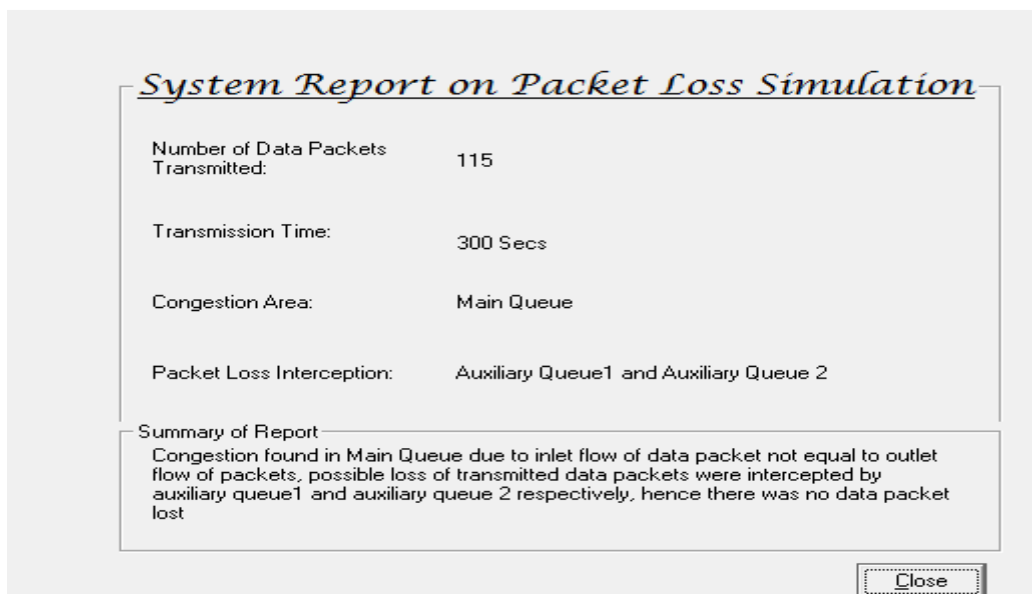 System Report on Packet Loss Simulation
Number of Data Packets
Transmitted:
115
Transmission Time:
300 Secs
Congestion Area:
Main Queue
Packet Loss Interception:
Auxiliary Queue1 and Auxiliary Queue 2
Summary of Report
Congestion found in Main Queue due to inlet flow of data packet not equal to outlet
flow of packets, possible loss of transmitted data packets were intercepted by
auxiliary queue1 and auxiliary queue 2 respectively, hence there was no data packet
lost
Close